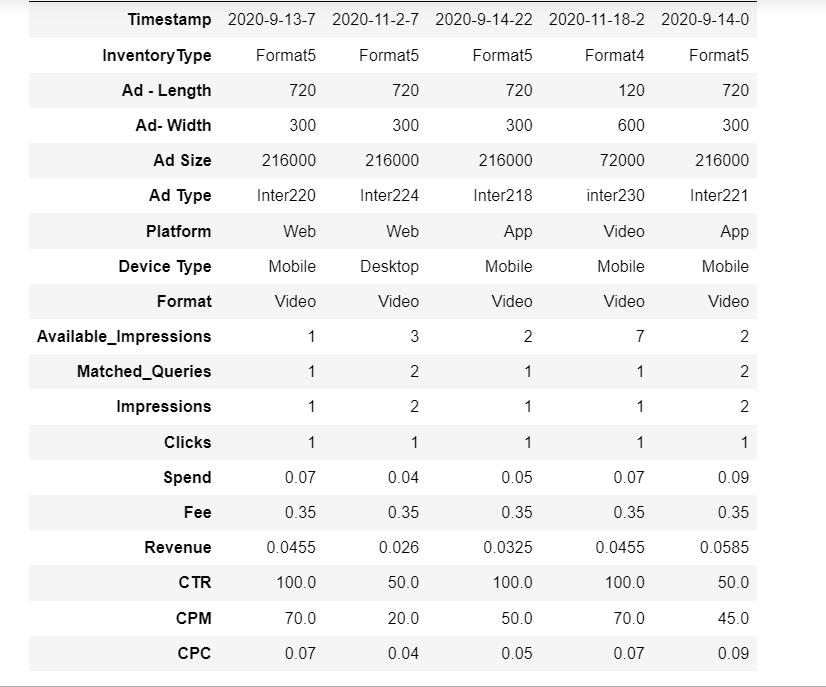 Timestamp 2020-9-13-7 2020-11-2-7 2020-9-14-22 2020-11-18-2 2020-9-14-0
InventoryType Format5 Format5 Format5 Format4 Format5
Ad - Length 720 720 720 120 720
Ad- Width 300 300 300 600 300
Ad Size 216000 216000 216000 72000 216000
Ad Type Inter220 Inter224 Inter218 inter230 Inter221
Platform Web Web App Video App
Device Type Mobile Desktop Mobile Mobile Mobile
Format Video Video Video Video Video
Available_Impressions 1 3 2 7 2
Matched_Queries 1 2 1 1 2
Impressions 1 2 1 1 2
Clicks 1 1 1 1 1
Spend 0.07 0.04 0.05 0.07 0.09
Fee 0.35 0.35 0.35 0.35 0.35
Revenue 0.0455 0.026 0.0325 0.0455 0.0585
CTR 100.0 50.0 100.0 100.0 50.0
CPM 70.0 20.0 50.0 70.0 45.0
CPC 0.07 0.04 0.05 0.07 0.09